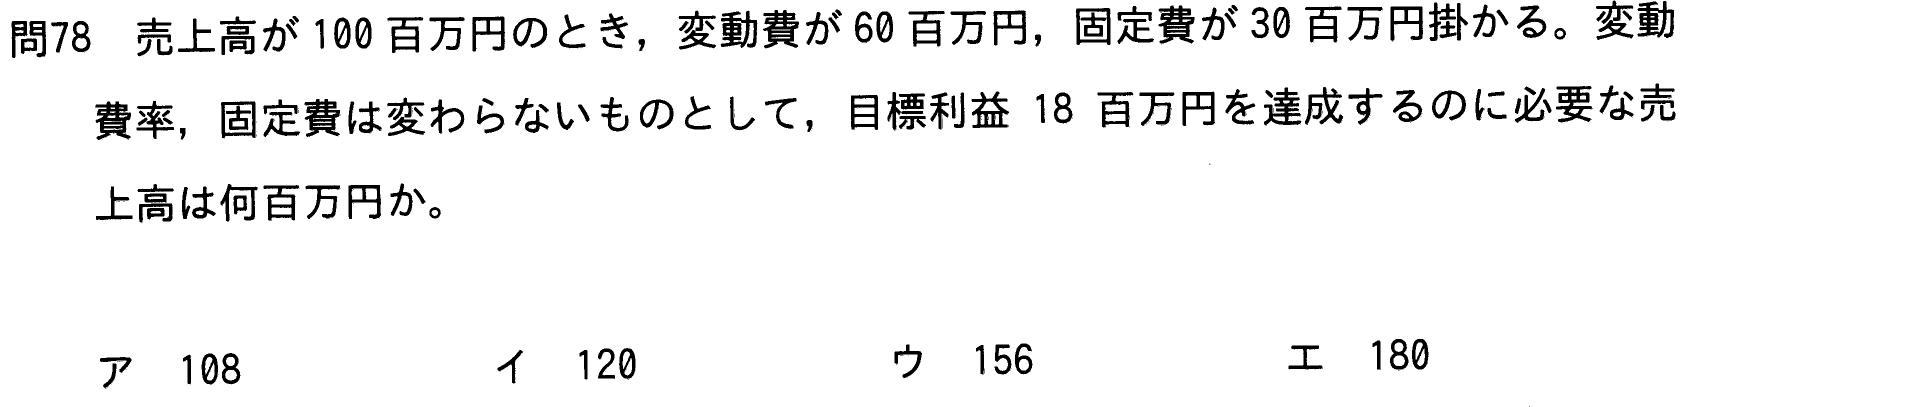 問78 売上高が100百万円のとき，変動費が60百万円，固定費が30百万円掛かる。変動
費率，固定費は変わらないものとして，目標利益 18 百万円を達成するのに必要な売
上高は何百万円か。
ア 108 イ 120 ウ 156 エ 180